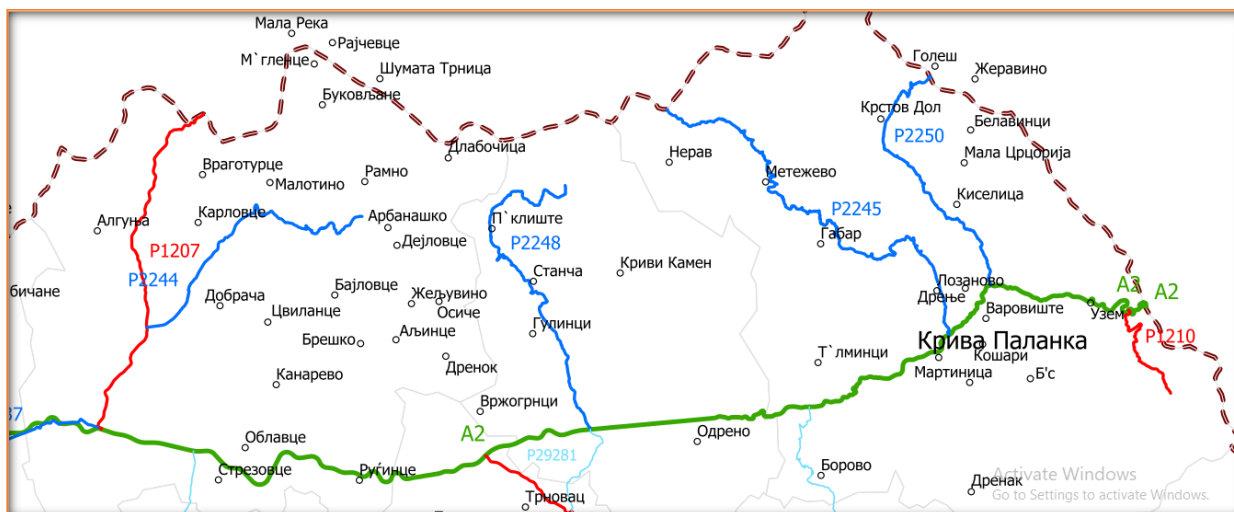 Мала Река
Рајчевце
М`гленце
Шумата Трница
Буковљане
Голеш
Жеравино
Крстов Дол
P2250
Белавинци
Длабочица
Нерав
Мала Црцорија
Враготурце
Малотино
Рамно
Метежево
Киселица
Алгуња
Карловце
Арбанашко
П`клиште
P2245
P1207
Дејловце
P2248
Габар
P2244
Станча
Криви Камен
бичане
Добрача
Бајловце
Жељувино
Осиче
Лозаново
Дрење
A2
A2
Узем
Цвиланце
Варовиште
Брешко
Аљинце
Гулинци
Крива Паланка
P1210
Дренок
Т`лминци
Кошари
Мартиница
Б'с
Канарево
Вржогрнци
37
A2
Облавце
Одрено
P29281
Стрезовце
Руѓинце
Борово
Дренак
Трновац
Activate Windows
Go to Settings to activate Windows.